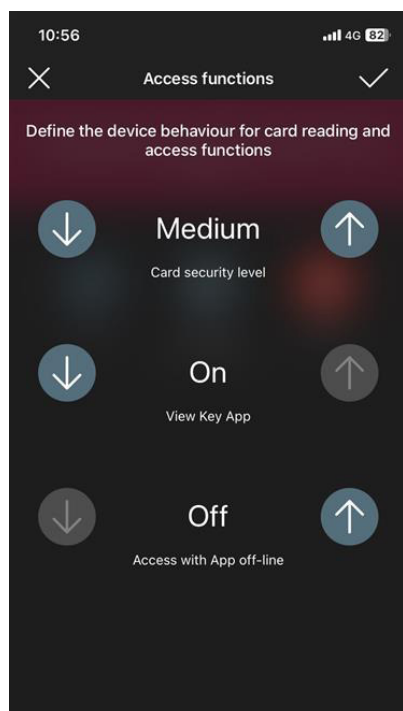 10:56
4G 82
Access functions
Define the device behaviour for card reading and
access functions
Medium
Card security level
On
View Key App
Off
Access with App off-line